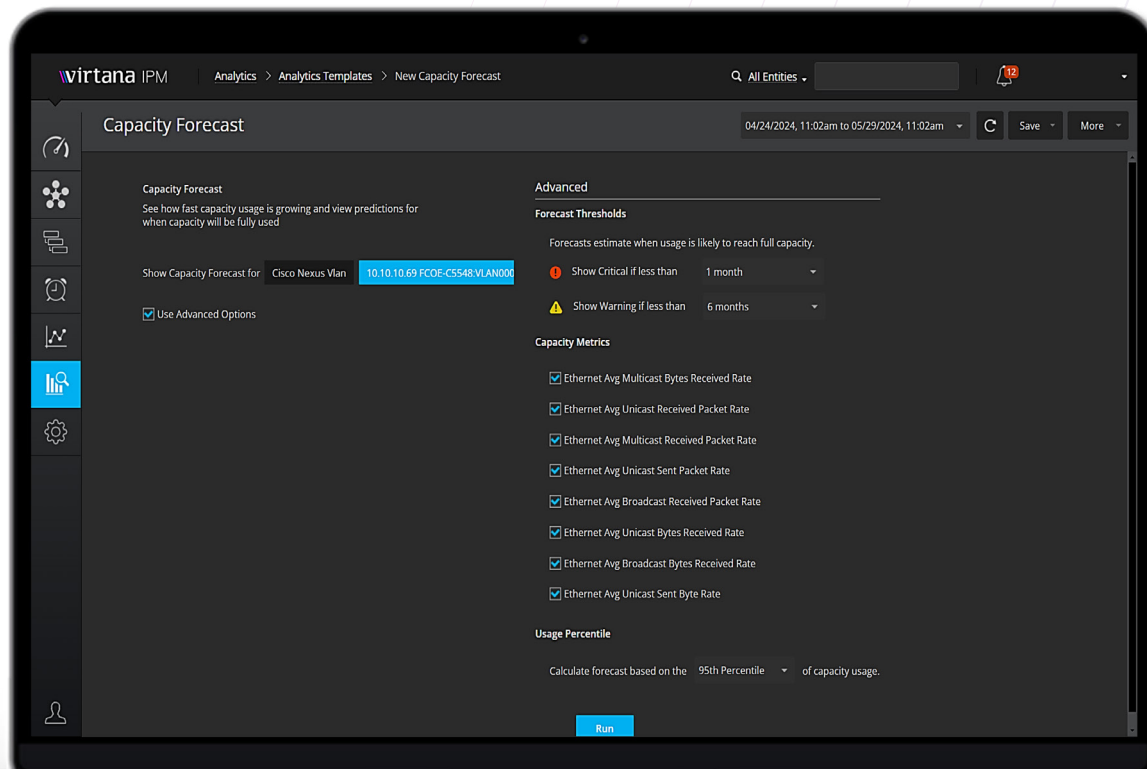 virtana IPM
Analytics > Analytics Templates > New Capacity Forecast
All Entities
12
Capacity Forecast
04/24/2024, 11:02am to 05/29/2024, 11:02am
Save
More
Capacity Forecast
See how fast capacity usage is growing and view predictions for
when capacity will be fully used
Show Capacity Forecast for Cisco Nexus Vlan 10.10.10.69 FCOE-C5548:VLAN000
Use Advanced Options
Advanced
Forecast Thresholds
Forecasts estimate when usage is likely to reach full capacity.
Show Critical if less than 1 month
Show Warning if less than 6 months
Capacity Metrics
Ethernet Avg Multicast Bytes Received Rate
Ethernet Avg Unicast Received Packet Rate
Ethernet Avg Multicast Received Packet Rate
Ethernet Avg Unicast Sent Packet Rate
Ethernet Avg Broadcast Received Packet Rate
Ethernet Avg Unicast Bytes Received Rate
Ethernet Avg Broadcast Bytes Received Rate
Ethernet Avg Unicast Sent Byte Rate
Usage Percentile
Calculate forecast based on the 95th Percentile of capacity usage.
Run